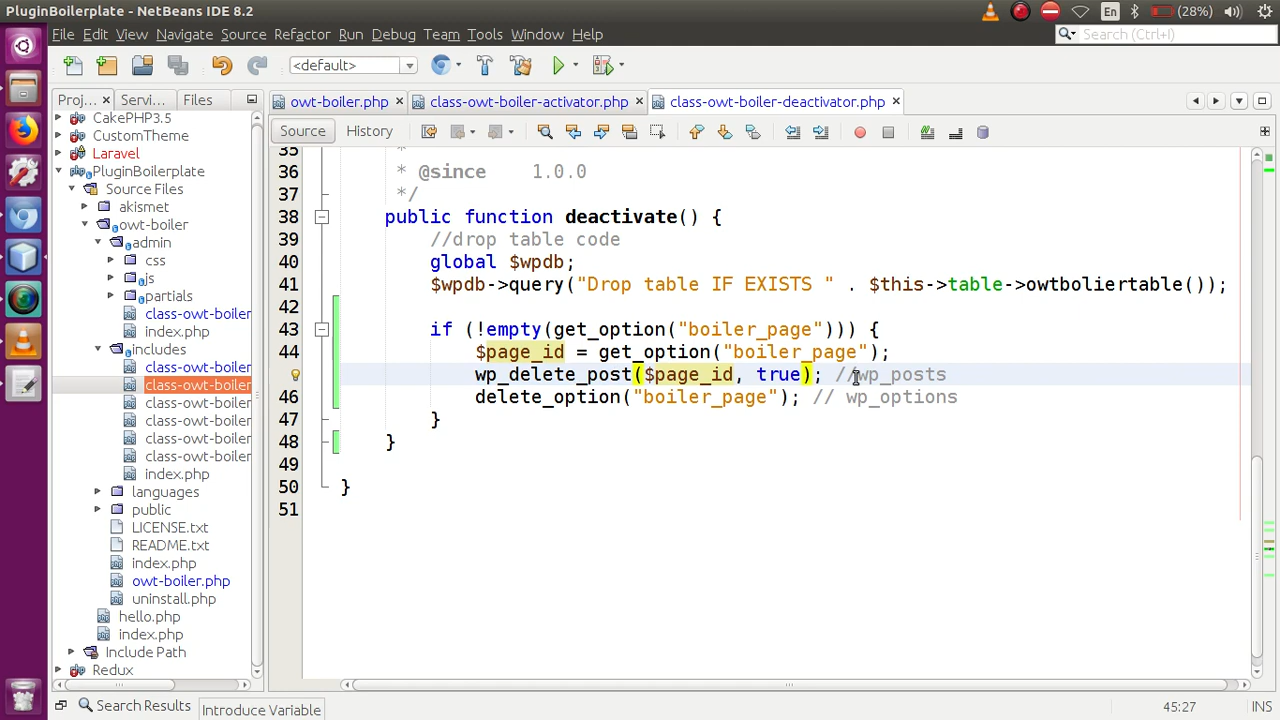 PluginBoilerplate - NetBeans IDE 8.2
En
(28%)
File Edit View Navigate Source Refactor Run Debug Team Tools Window Help
Search (Ctrl+I)
<default>
Proj... Servi... Files
owt-boiler.php
class-owt-boiler-activator.php
class-owt-boiler-deactivator.php
Source History
CakePHP3.5
CustomTheme
Laravel
PluginBoilerplate
Source Files
akismet
owt-boiler
admin
css
js
partials
class-owt-boiler
index.php
includes
class-owt-boiler
class-owt-boiler
class-owt-boiler
class-owt-boiler
class-owt-boiler
class-owt-boiler
index.php
languages
public
LICENSE.txt
README.txt
index.php
owt-boiler.php
uninstall.php
hello.php
index.php
Include Path
Redux
35 *
36 * @since 1.0.0
37 */
38 public function deactivate() {
39 //drop table code
40 global $wpdb;
41 $wpdb->query("Drop table IF EXISTS " . $this->table->owtboliertable());
42
43 if (!empty(get_option("boiler_page"))) {
44 $page_id = get_option("boiler_page");
wp_delete_post($page_id, true); //wp_posts
46 delete_option("boiler_page"); // wp_options
47 }
48 }
49
50 }
51
Search Results
Introduce Variable
45:27
INS